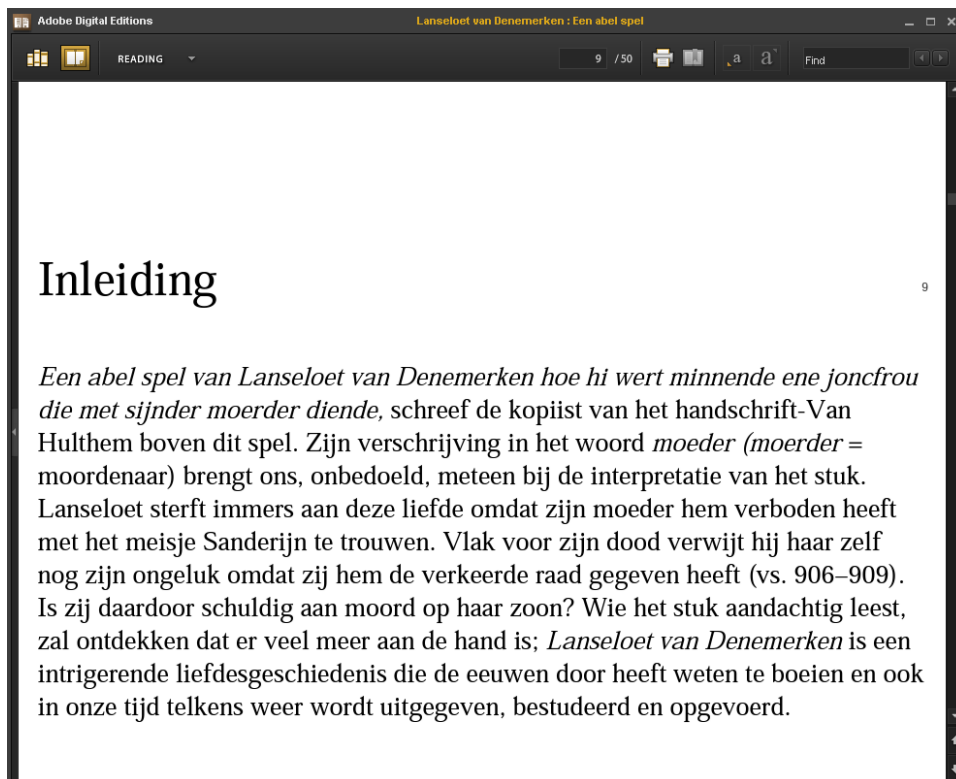 Adobe Digital Editions
Lanseloet van Denemerken : Een abel spel
READING
9 / 50
a a
Find
Inleiding
9
Een abel spel van Lanseloet van Denemerken hoe hi wert minnende ene joncfrou
die met sijnder moerder diende, schreef de kopiist van het handschrift-Van
Hulthem boven dit spel. Zijn verschrijving in het woord moeder (moerder =
moordenaar) brengt ons, onbedoeld, meteen bij de interpretatie van het stuk.
Lanseloet sterft immers aan deze liefde omdat zijn moeder hem verboden heeft
met het meisje Sanderijn te trouwen. Vlak voor zijn dood verwijt hij haar zelf
nog zijn ongeluk omdat zij hem de verkeerde raad gegeven heeft (vs. 906–909).
Is zij daardoor schuldig aan moord op haar zoon? Wie het stuk aandachtig leest,
zal ontdekken dat er veel meer aan de hand is; Lanseloet van Denemerken is een
intrigerende liefdesgeschiedenis die de eeuwen door heeft weten te boeien en ook
in onze tijd telkens weer wordt uitgegeven, bestudeerd en opgevoerd.